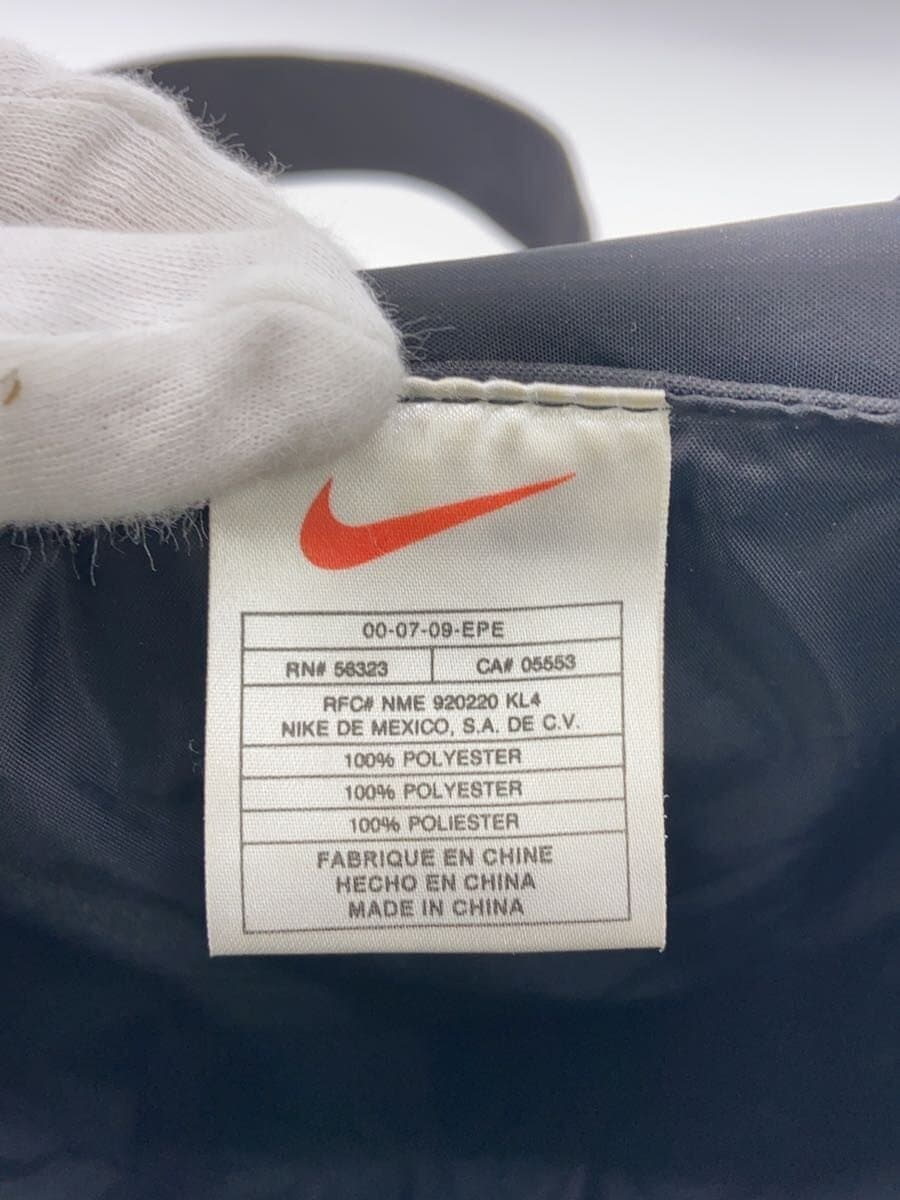 00-07-09-EPE
RN# 56323
CA# 05553
RFC# NME 920220 KL4
NIKE DE MEXICO, S.A. DE C.V.
100% POLYESTER
100% POLYESTER
100% POLIESTER
FABRIQUE EN CHINE
HECHO EN CHINA
MADE IN CHINA